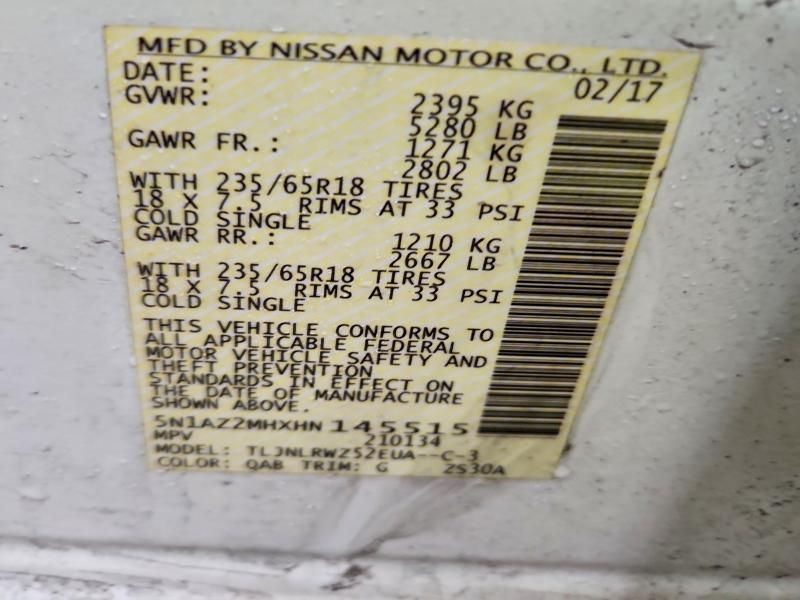 MFD BY NISSAN MOTOR CO., LTD.
DATE: 02/17
GVWR: 2395 KG
5280 LB
GAWR FR.: 1271 KG
2802 LB
WITH 235/65R18 TIRES
18 X 7.5 RIMS AT 33 PSI
COLD SINGLE
GAWR RR.: 1210 KG
2667 LB
WITH 235/65R18 TIRES
18 X 7.5 RIMS AT 33 PSI
COLD SINGLE
THIS VEHICLE CONFORMS TO
ALL APPLICABLE FEDERAL
MOTOR VEHICLE SAFETY AND
THEFT PREVENTION
STANDARDS IN EFFECT ON
THE DATE OF MANUFACTURE
SHOWN ABOVE.
5N1AZ2MHXHN 145515
MPV 210134
MODEL: TLJNLRWZ52EUA--C-3
COLOR: QAB TRIM: G 2S30A